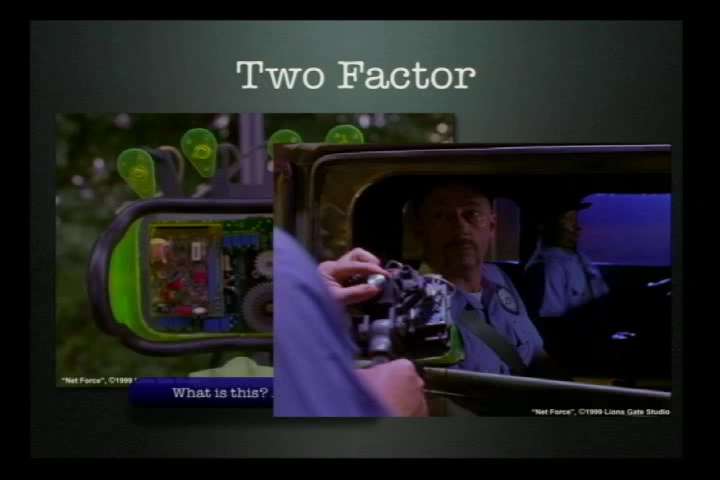 Two Factor
"Net Force", ©1999
What is this?
"Net Force", ©1999 Lions Gate Studio